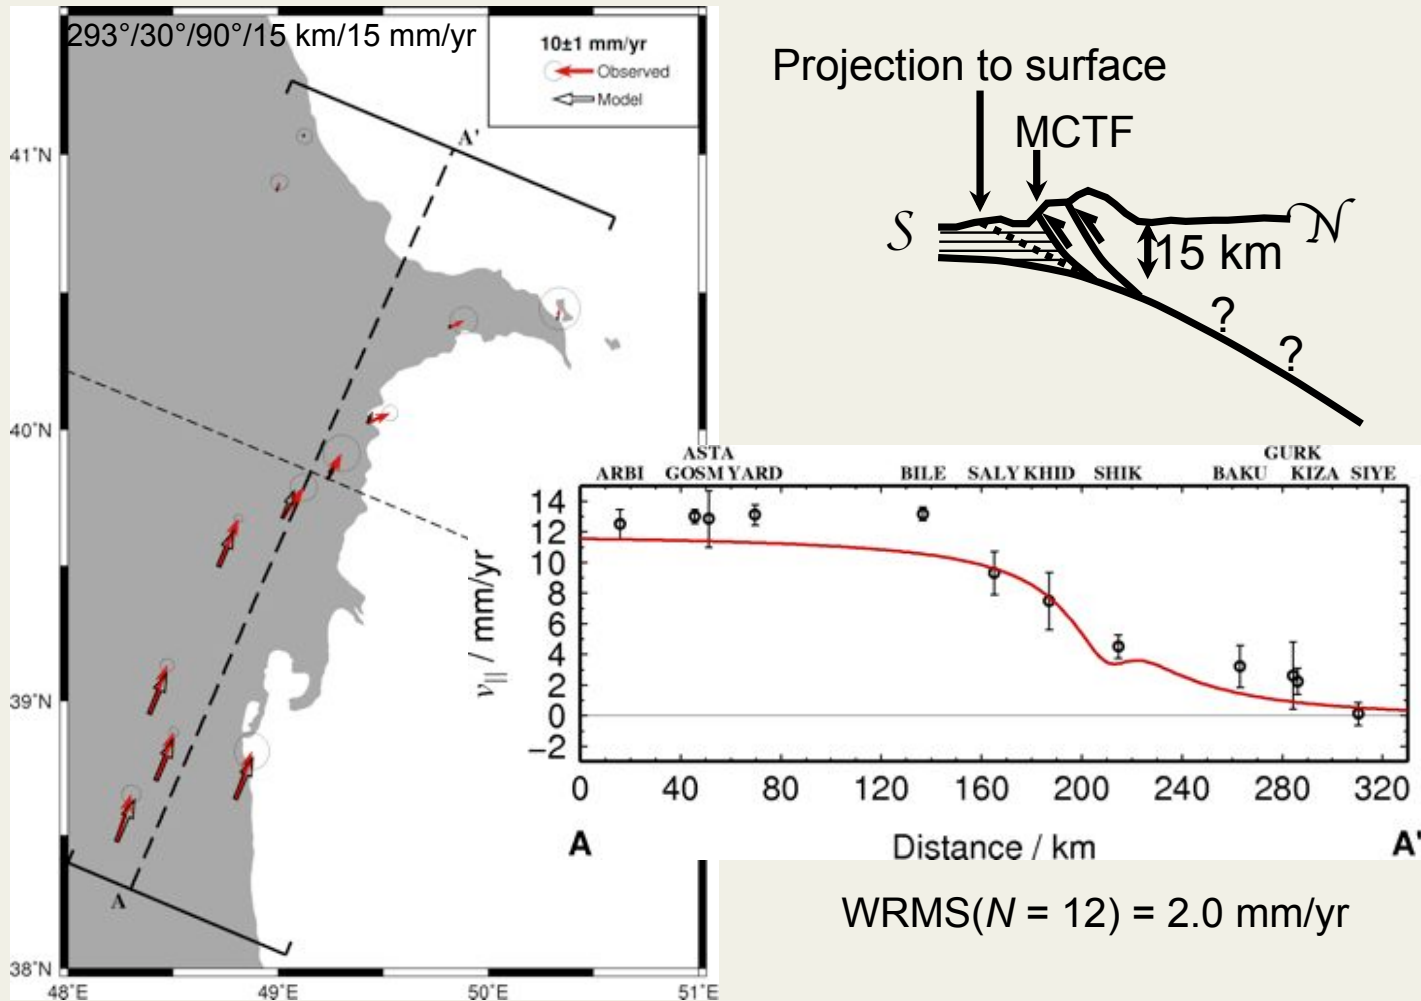 293°/30°/90°/15 km/15 mm/yr
10±1 mm/yr
Observed
Model
A'
41°N
40°N
39°N
38°N
A
48°E
49°E
50°E
51°E
Projection to surface
MCTF
S
N
15 km
?
?
ASTA
GURK
ARBI GOSM YARD BILE SALY KHID SHIK BAKU KIZA SIYE
14
12
10
8
6
4
2
0
−2
v|| / mm/yr
0 40 80 120 160 200 240 280 320
A Distance / km A'
WRMS(N = 12) = 2.0 mm/yr